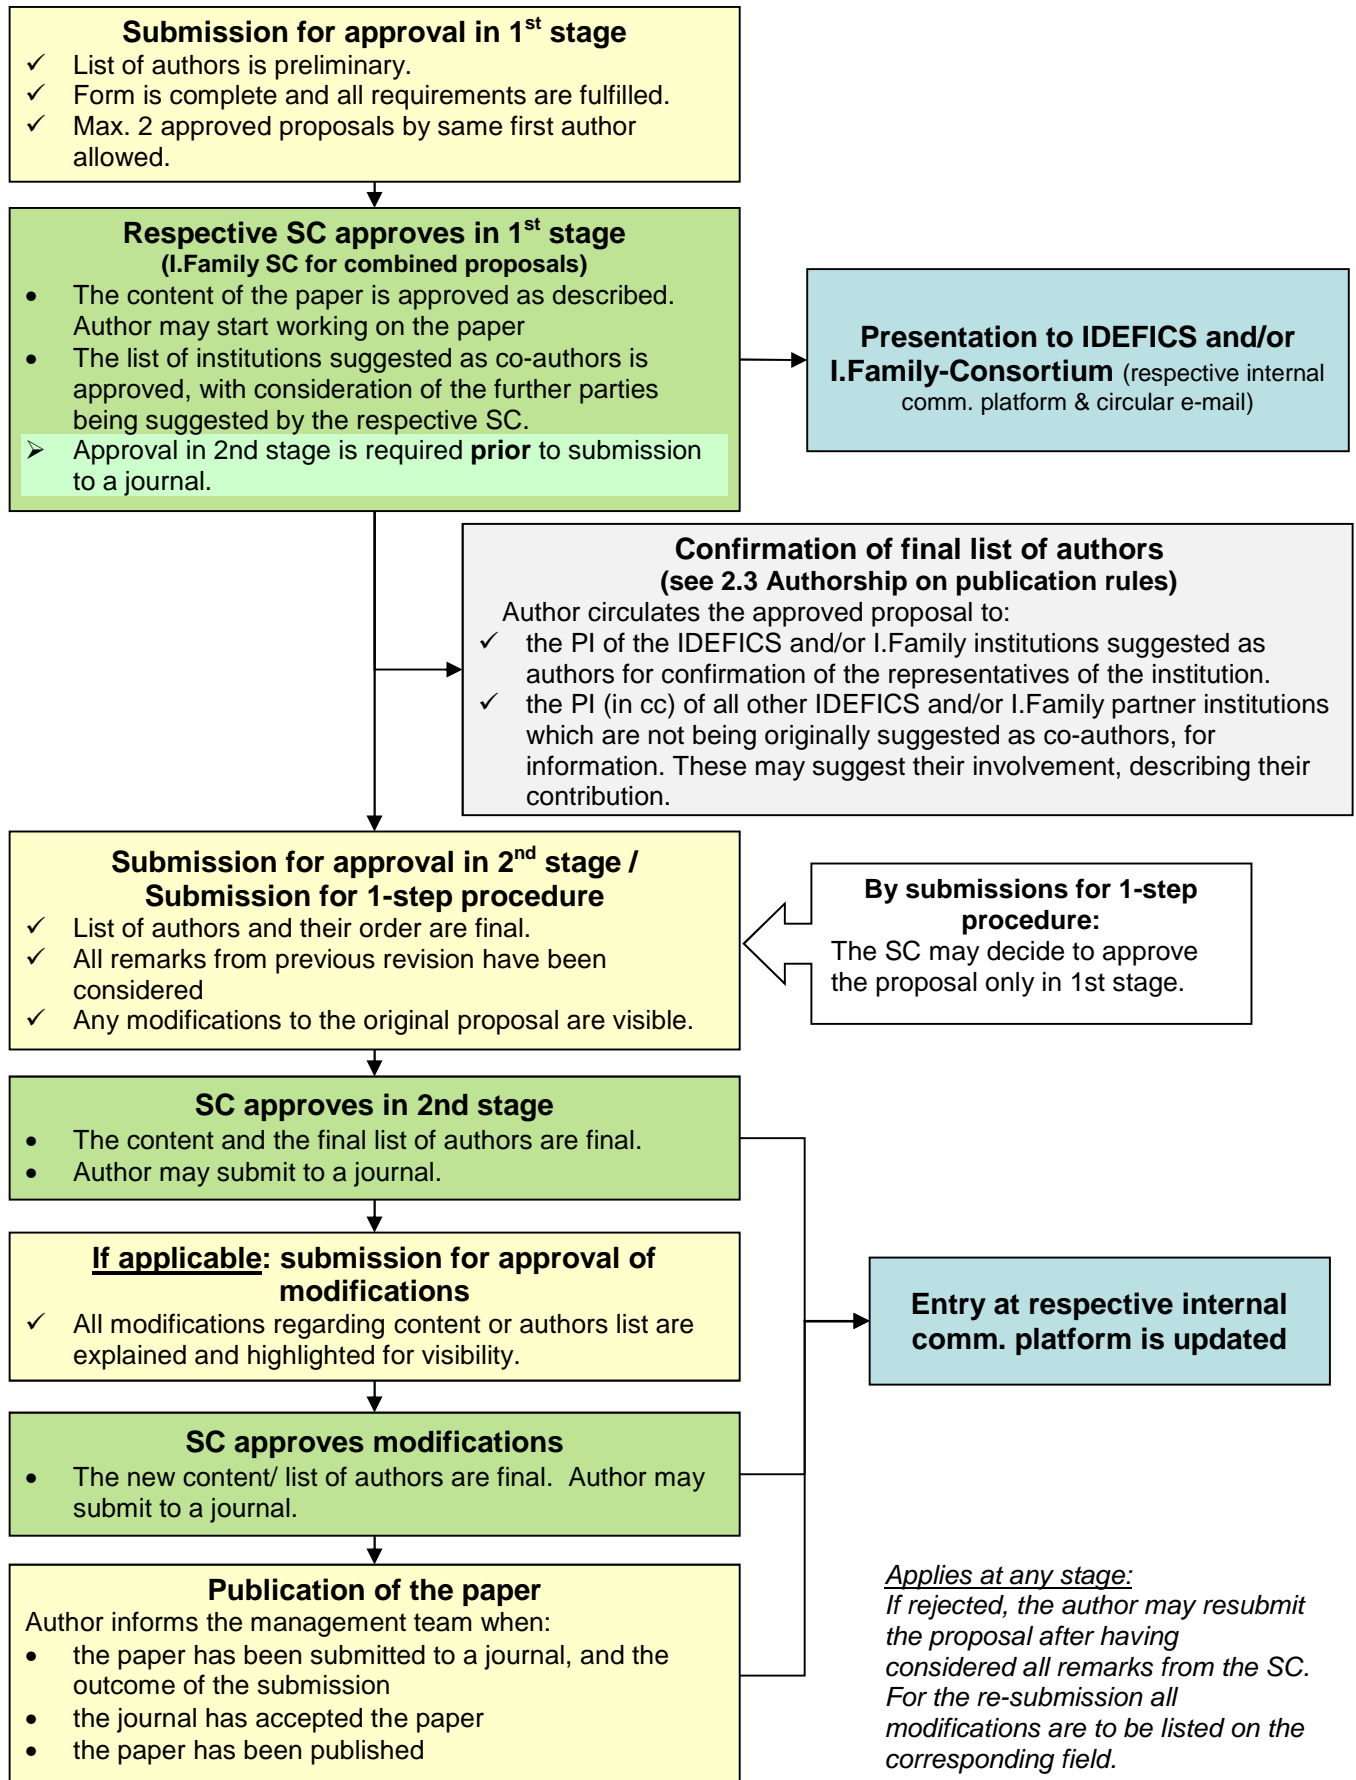 Submission for approval in 1st stage
✓ List of authors is preliminary.
✓ Form is complete and all requirements are fulfilled.
✓ Max. 2 approved proposals by same first author
allowed.
Respective SC approves in 1st stage
(I.Family SC for combined proposals)
• The content of the paper is approved as described.
Author may start working on the paper
• The list of institutions suggested as co-authors is
approved, with consideration of the further parties
being suggested by the respective SC.
➢ Approval in 2nd stage is required prior to submission
to a journal.
Presentation to IDEFICS and/or
I.Family-Consortium (respective internal
comm. platform & circular e-mail)
Confirmation of final list of authors
(see 2.3 Authorship on publication rules)
Author circulates the approved proposal to:
✓ the PI of the IDEFICS and/or I.Family institutions suggested as
authors for confirmation of the representatives of the institution.
✓ the PI (in cc) of all other IDEFICS and/or I.Family partner institutions
which are not being originally suggested as co-authors, for
information. These may suggest their involvement, describing their
contribution.
Submission for approval in 2nd stage /
Submission for 1-step procedure
✓ List of authors and their order are final.
✓ All remarks from previous revision have been
considered
✓ Any modifications to the original proposal are visible.
By submissions for 1-step
procedure:
The SC may decide to approve
the proposal only in 1st stage.
SC approves in 2nd stage
• The content and the final list of authors are final.
• Author may submit to a journal.
If applicable: submission for approval of
modifications
✓ All modifications regarding content or authors list are
explained and highlighted for visibility.
Entry at respective internal
comm. platform is updated
SC approves modifications
• The new content/ list of authors are final. Author may
submit to a journal.
Publication of the paper
Author informs the management team when:
• the paper has been submitted to a journal, and the
outcome of the submission
• the journal has accepted the paper
• the paper has been published
Applies at any stage:
If rejected, the author may resubmit
the proposal after having
considered all remarks from the SC.
For the re-submission all
modifications are to be listed on the
corresponding field.